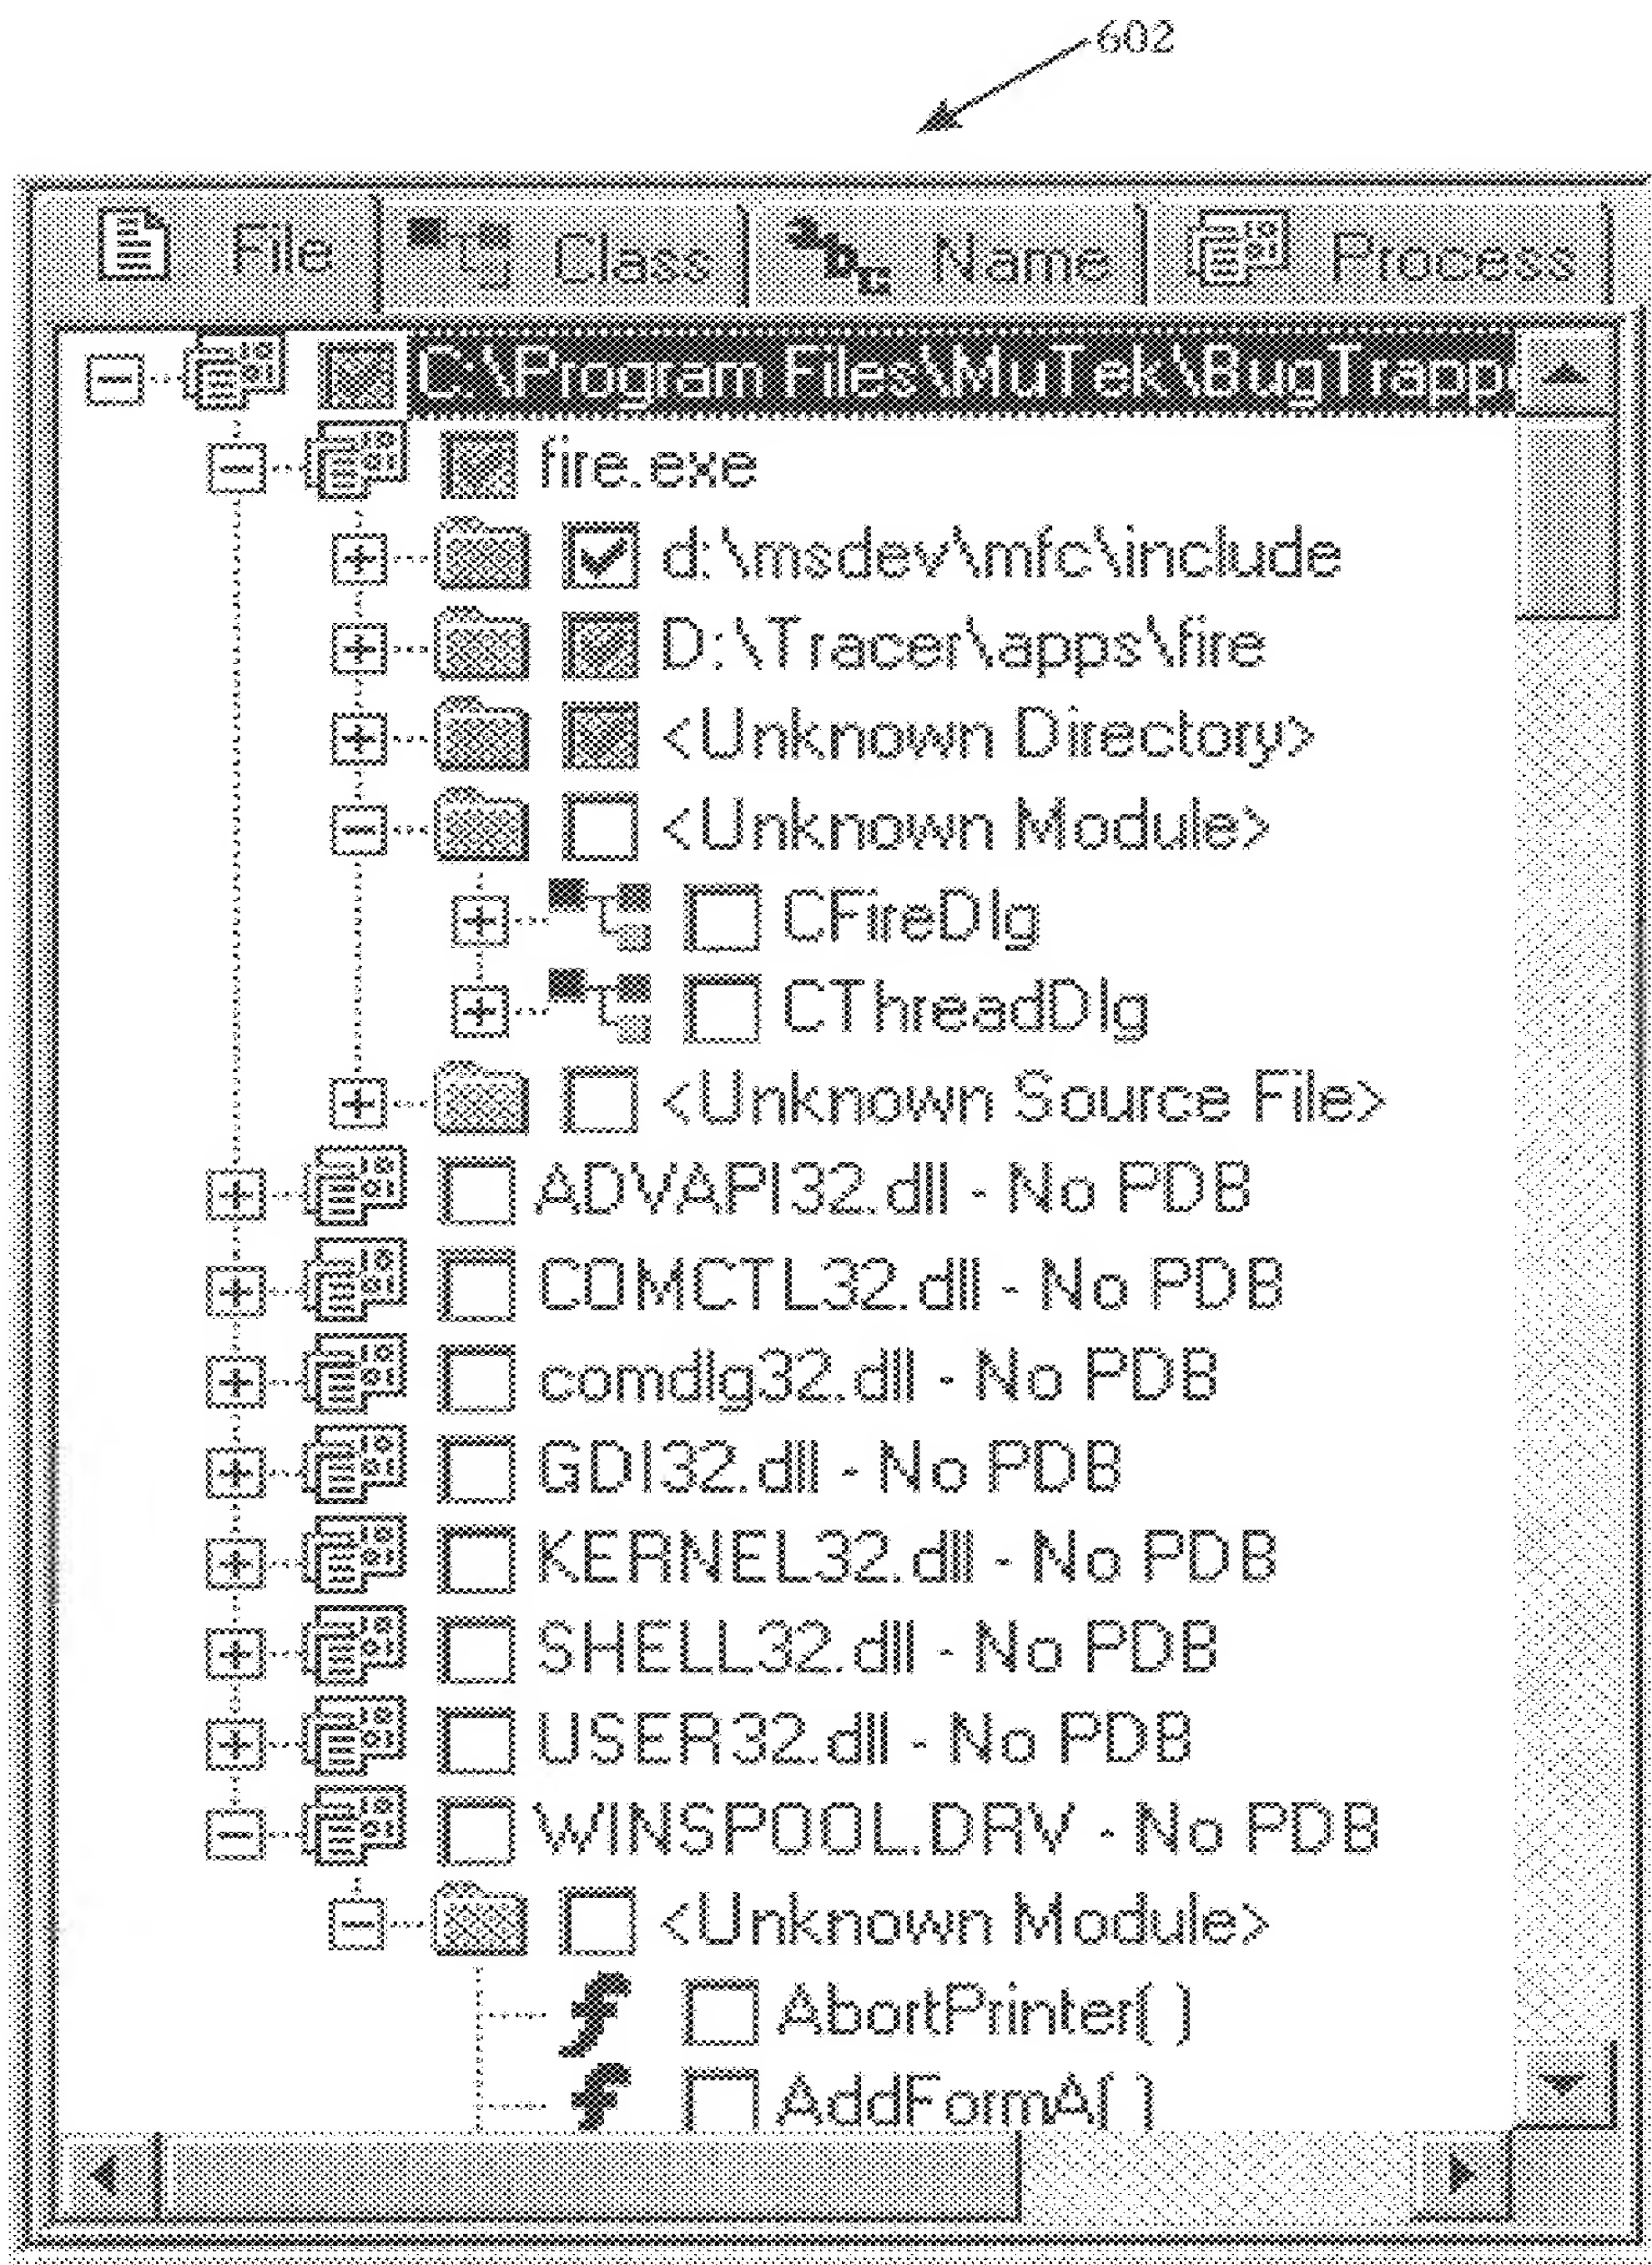 602
File Class Name Process
C:\Program Files\MuTek\BugTrapp
fire.exe
d:\msdev\mfc\include
D:\Tracer\apps\fire
<Unknown Directory>
<Unknown Module>
CFireDlg
CThreadDlg
<Unknown Source File>
ADVAPI32.dll - No PDB
COMCTL32.dll - No PDB
comdlg32.dll - No PDB
GDI32.dll - No PDB
KERNEL32.dll - No PDB
SHELL32.dll - No PDB
USER32.dll - No PDB
WINSPOOL.DRV - No PDB
<Unknown Module>
AbortPrinter( )
AddFormA( )